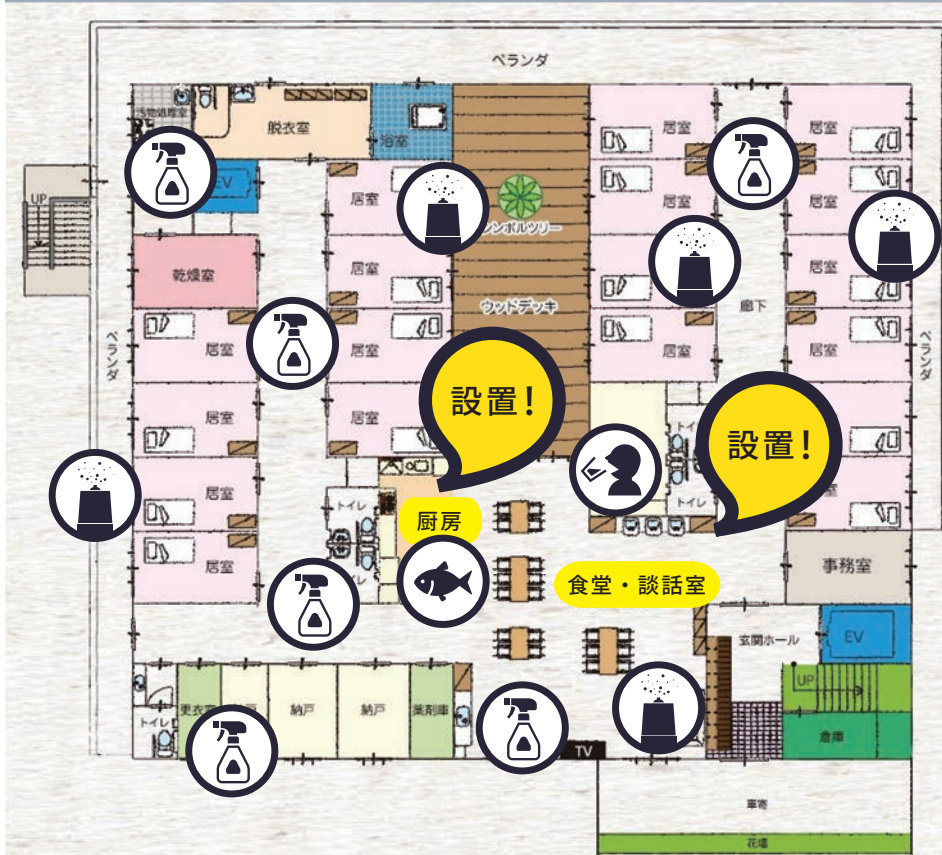 ベランダ
脱衣室
浴室
居室
居室
EV
UP
居室
居室
居室
シンボルツリー
乾燥室
居室
居室
ウッドデッキ
廊下
ベランダ
ベランダ
居室
居室
居室
居室
設置!
居室
居室
設置!
トイレ
居室
トイレ
トイレ
厨房
居室
事務室
食堂・談話室
玄関ホール
EV
UP
トイレ
更衣室
納戸
納戸
薬剤庫
倉庫
TV
車寄
花壇